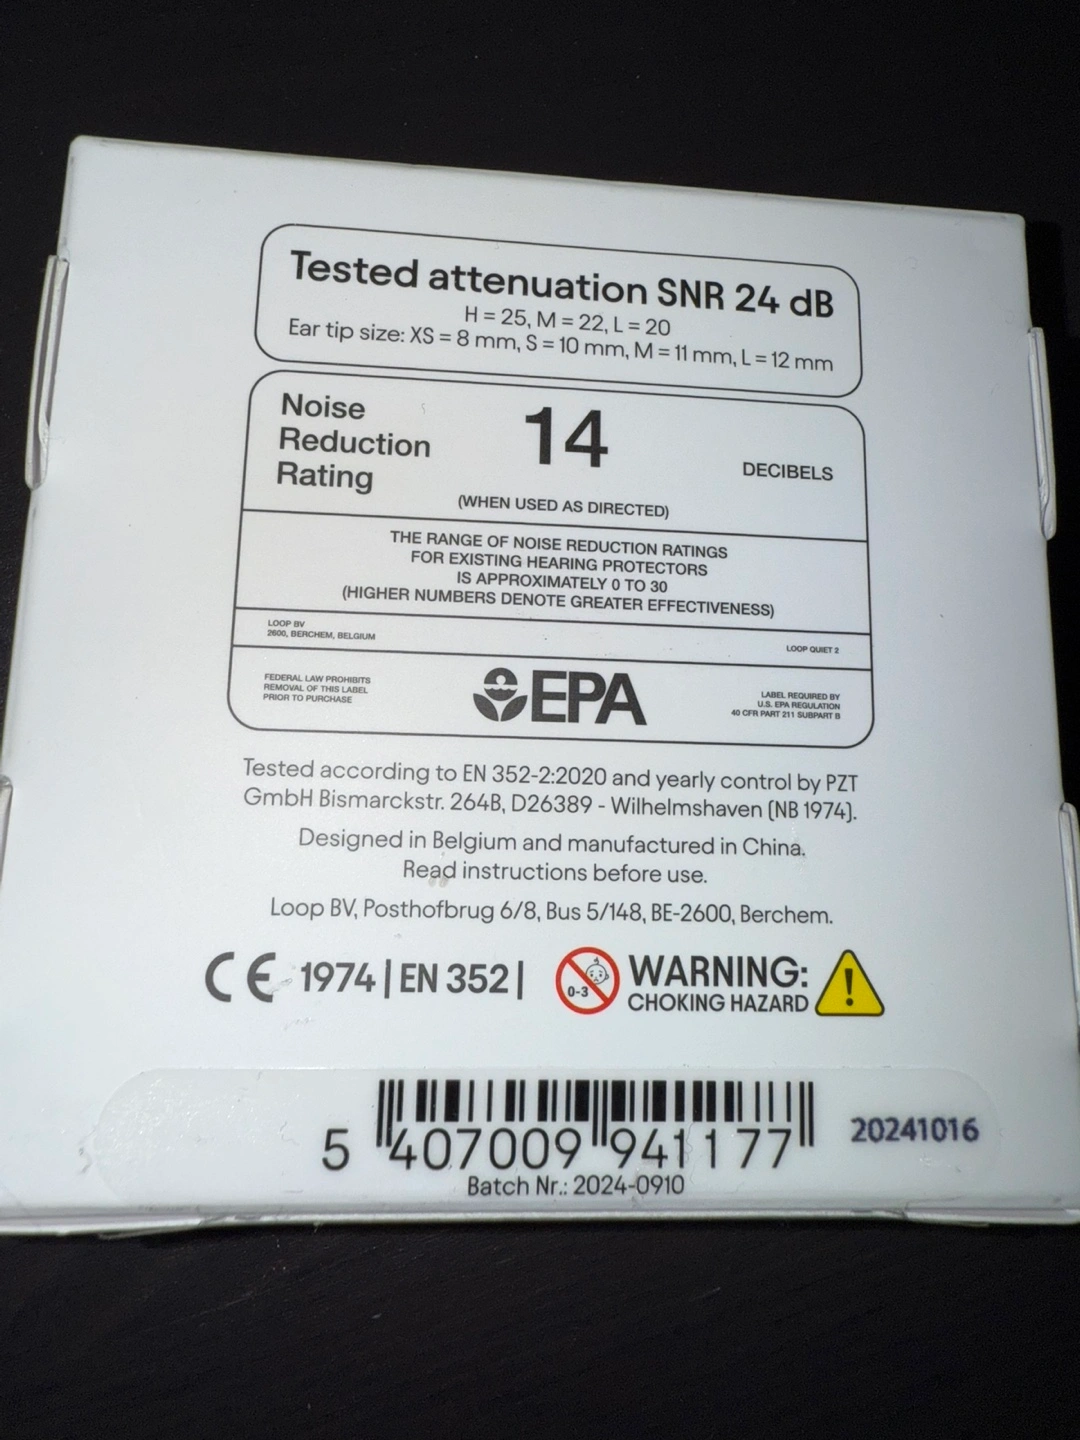 Tested attenuation SNR 24 dB
H = 25, M = 22, L = 20
Ear tip size: XS = 8 mm, S = 10 mm, M = 11 mm, L = 12 mm
Noise
Reduction
Rating
14
DECIBELS
(WHEN USED AS DIRECTED)
THE RANGE OF NOISE REDUCTION RATINGS
FOR EXISTING HEARING PROTECTORS
IS APPROXIMATELY 0 TO 30
(HIGHER NUMBERS DENOTE GREATER EFFECTIVENESS)
LOOP BV
2600, BERCHEM, BELGIUM
LOOP QUIET 2
FEDERAL LAW PROHIBITS
REMOVAL OF THIS LABEL
PRIOR TO PURCHASE
EPA
LABEL REQUIRED BY
U.S. EPA REGULATION
40 CFR PART 211 SUBPART B
Tested according to EN 352-2:2020 and yearly control by PZT
GmbH Bismarckstr. 264B, D26389 - Wilhelmshaven (NB 1974).
Designed in Belgium and manufactured in China.
Read instructions before use.
Loop BV, Posthofbrug 6/8, Bus 5/148, BE-2600, Berchem.
CE 1974 | EN 352 |
0-3
WARNING:
CHOKING HAZARD
5 407009 941177
20241016
Batch Nr.: 2024-0910